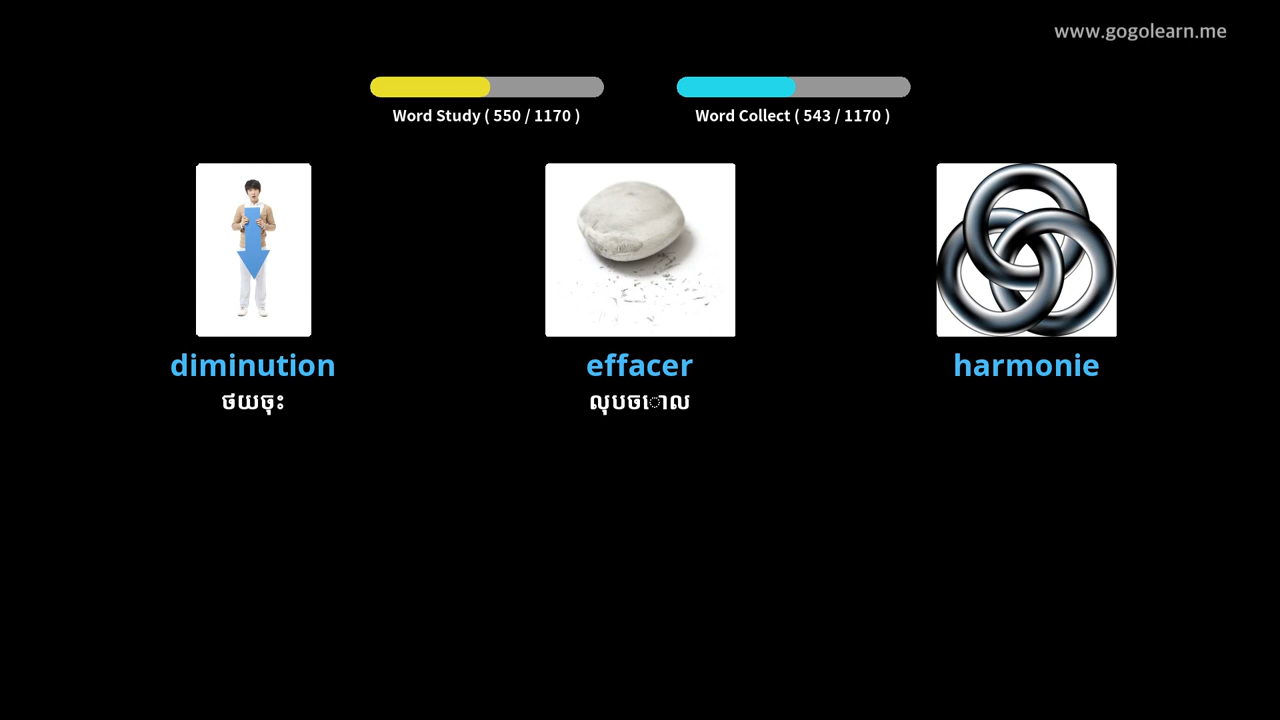 www.gogolearn.me
Word Study ( 550 / 1170 )
Word Collect ( 543 / 1170 )
diminution
effacer
harmonie
ថយចុះ
លុបចោល